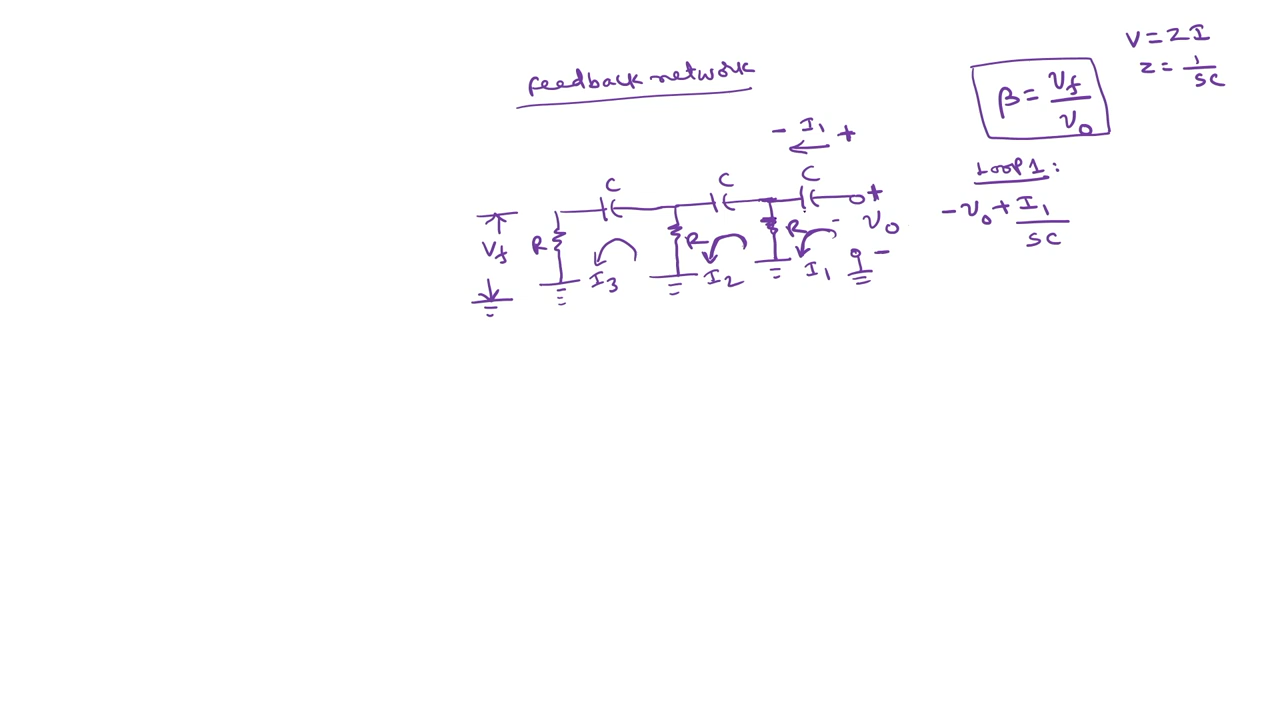 feedback network
V = ZI
Z = 1/SC
β = Vf/Vo
- I1 +
Loop 1:
-Vo + I1/SC
C C C +
Vf R R R Vo
-
I3 I2 I1